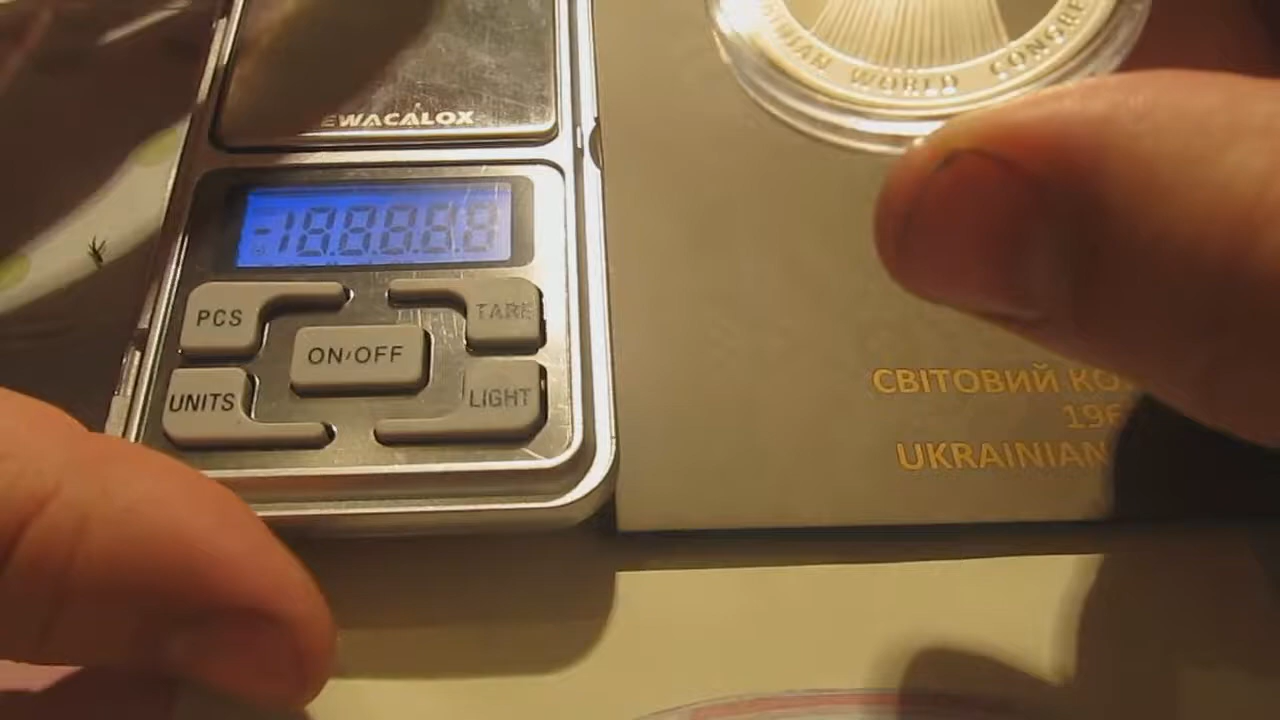 EWACALOX
WORLD CONGRE
-188888
PCS
TARE
ON/OFF
UNITS
LIGHT
СВІТОВИЙ КО
196
UKRAINIAN